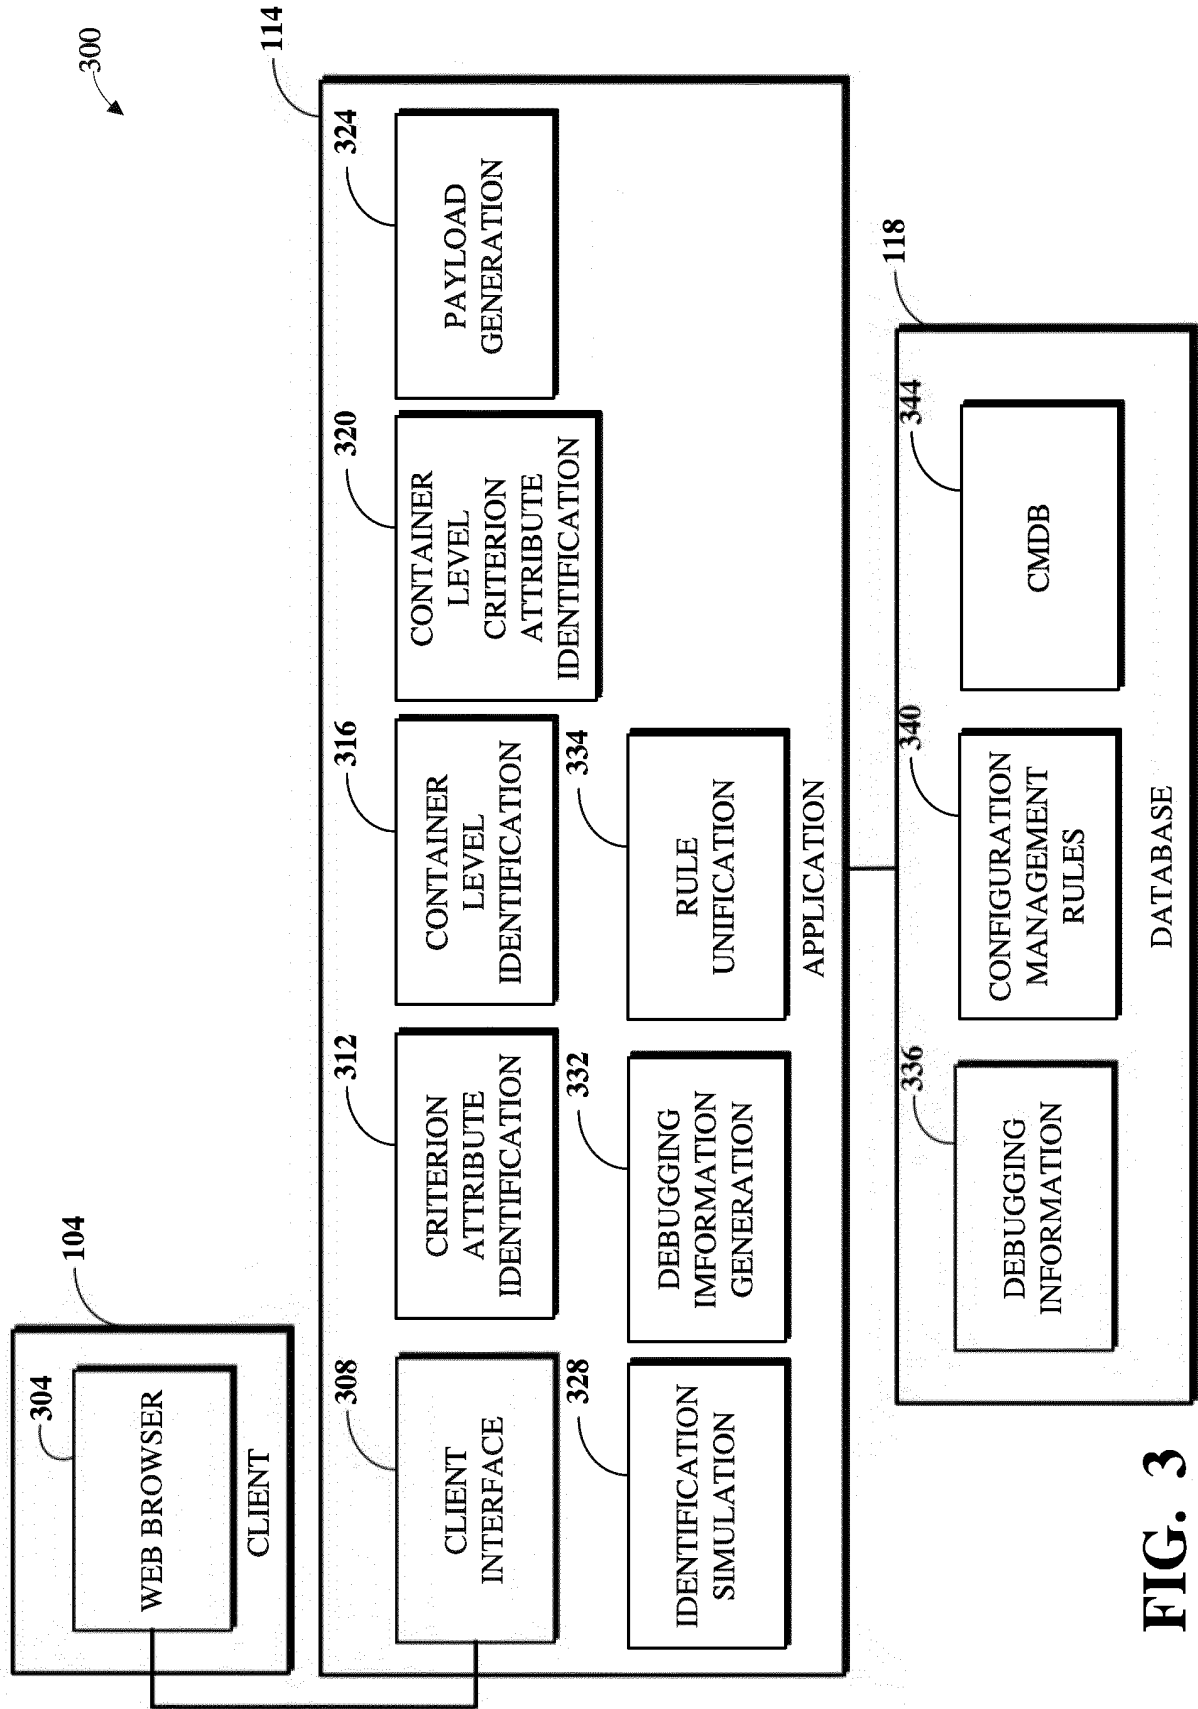 300
104
304
WEB BROWSER
CLIENT
114
308
CLIENT
INTERFACE
312
CRITERION
ATTRIBUTE
IDENTIFICATION
316
CONTAINER
LEVEL
IDENTIFICATION
320
CONTAINER
LEVEL
CRITERION
ATTRIBUTE
IDENTIFICATION
324
PAYLOAD
GENERATION
328
IDENTIFICATION
SIMULATION
332
DEBUGGING
IMFORMATION
GENERATION
334
RULE
UNIFICATION
APPLICATION
118
336
DEBUGGING
INFORMATION
340
CONFIGURATION
MANAGEMENT
RULES
344
CMDB
DATABASE
FIG. 3